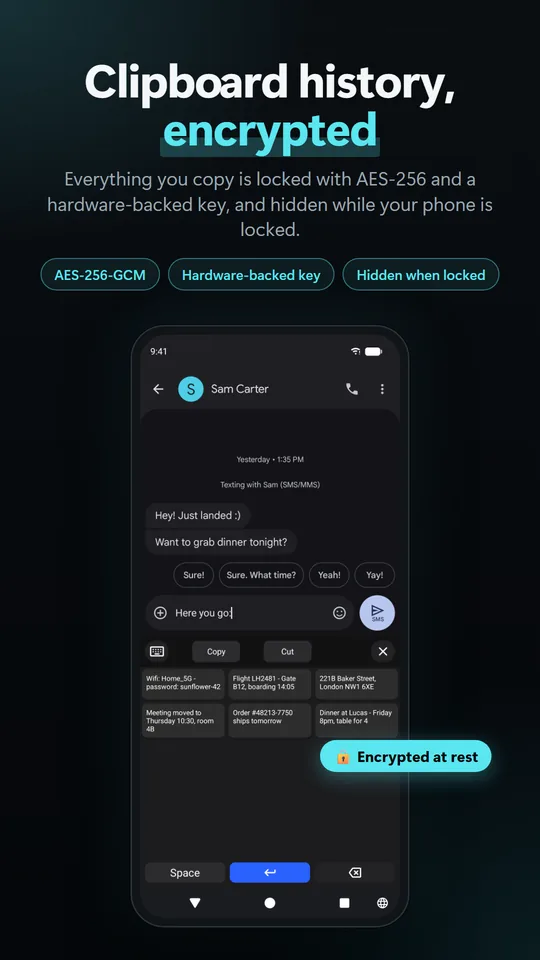 Clipboard history,
encrypted
Everything you copy is locked with AES-256 and a
hardware-backed key, and hidden while your phone is
locked.
AES-256-GCM
Hardware-backed key
Hidden when locked
9:41
S
Sam Carter
Yesterday • 1:35 PM
Texting with Sam (SMS/MMS)
Hey! Just landed :)
Want to grab dinner tonight?
Sure!
Sure. What time?
Yeah!
Yay!
Here you go:
SMS
Copy
Cut
Wifi: Home_5G -
password: sunflower-42
Flight LH2481 - Gate
B12, boarding 14:05
221B Baker Street,
London NW1 6XE
Meeting moved to
Thursday 10:30, room
4B
Order #48213-7750
ships tomorrow
Dinner at Lucas - Friday
8pm, table for 4
🔒 Encrypted at rest
Space